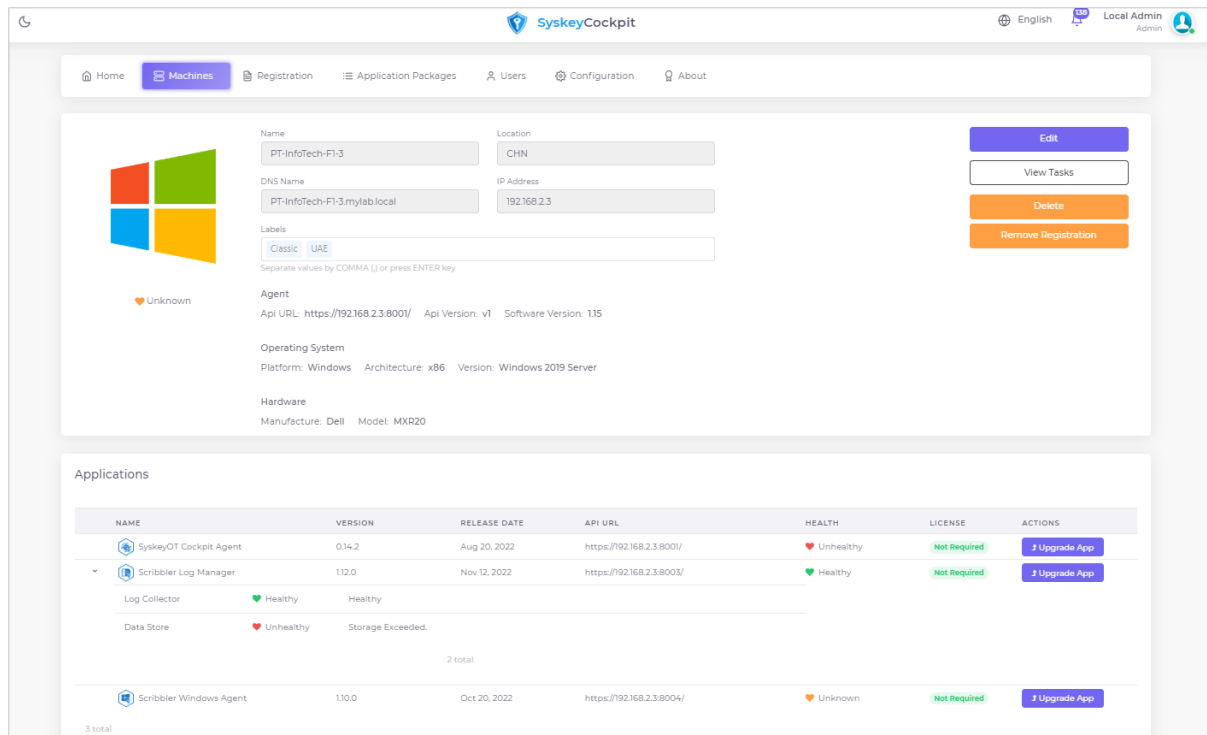 SyskeyCockpit
English
138
Local Admin
Admin
Home
Machines
Registration
Application Packages
Users
Configuration
About
Name
Location
PT-InfoTech-F1-3
CHN
DNS Name
IP Address
PT-InfoTech-F1-3.mylab.local
192.168.2.3
Labels
Classic UAE
Separate values by COMMA (,) or press ENTER key
Edit
View Tasks
Delete
Remove Registration
Unknown
Agent
Api URL: https://192.168.2.3:8001/ Api Version: v1 Software Version: 1.15
Operating System
Platform: Windows Architecture: x86 Version: Windows 2019 Server
Hardware
Manufacture: Dell Model: MXR20
Applications
NAME VERSION RELEASE DATE API URL HEALTH LICENSE ACTIONS
SyskeyOT Cockpit Agent 0.14.2 Aug 20, 2022 https://192.168.2.3:8001/ Unhealthy Not Required Upgrade App
Scribbler Log Manager 1.12.0 Nov 12, 2022 https://192.168.2.3:8003/ Healthy Not Required Upgrade App
Log Collector Healthy Healthy
Data Store Unhealthy Storage Exceeded.
2 total
Scribbler Windows Agent 1.10.0 Oct 20, 2022 https://192.168.2.3:8004/ Unknown Not Required Upgrade App
3 total